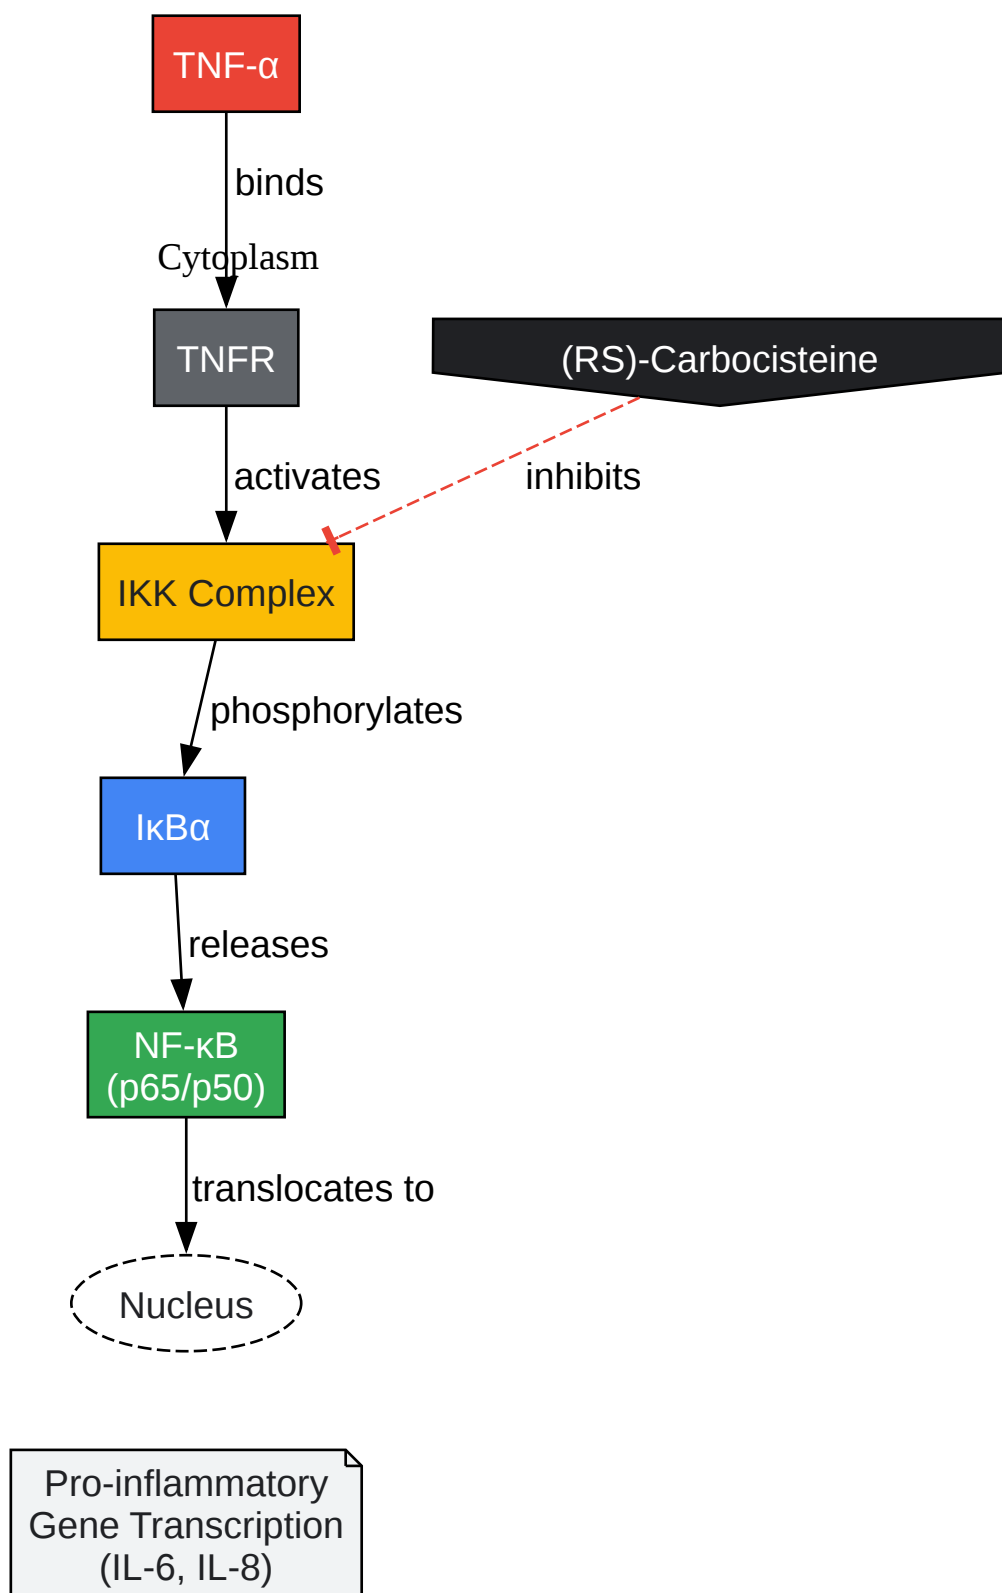 TNF-α
binds
Cytoplasm
TNFR
(RS)-Carbocisteine
activates
inhibits
IKK Complex
phosphorylates
IκBα
releases
NF-κB
(p65/p50)
translocates to
Nucleus
Pro-inflammatory
Gene Transcription
(IL-6, IL-8)